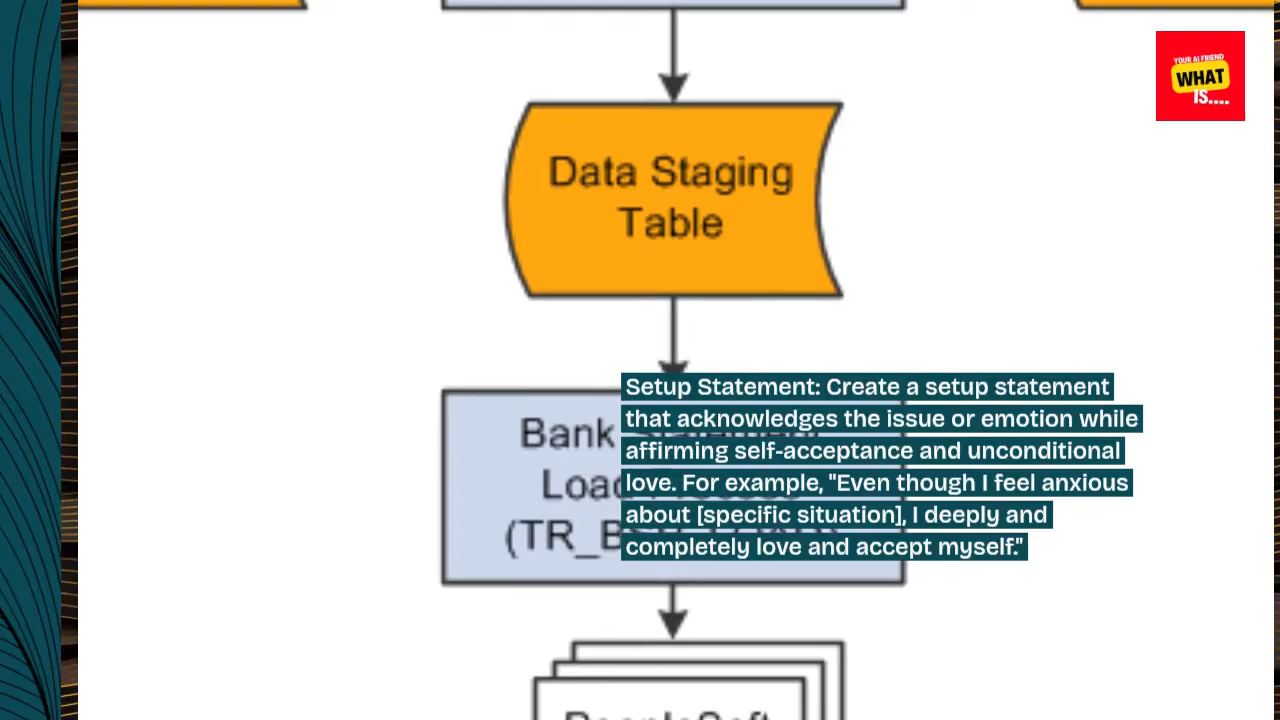 YOUR AI FRIEND
WHAT
IS....
Data Staging
Table
Setup Statement: Create a setup statement
that acknowledges the issue or emotion while
affirming self-acceptance and unconditional
love. For example, "Even though I feel anxious
about [specific situation], I deeply and
completely love and accept myself."
Bank
Load